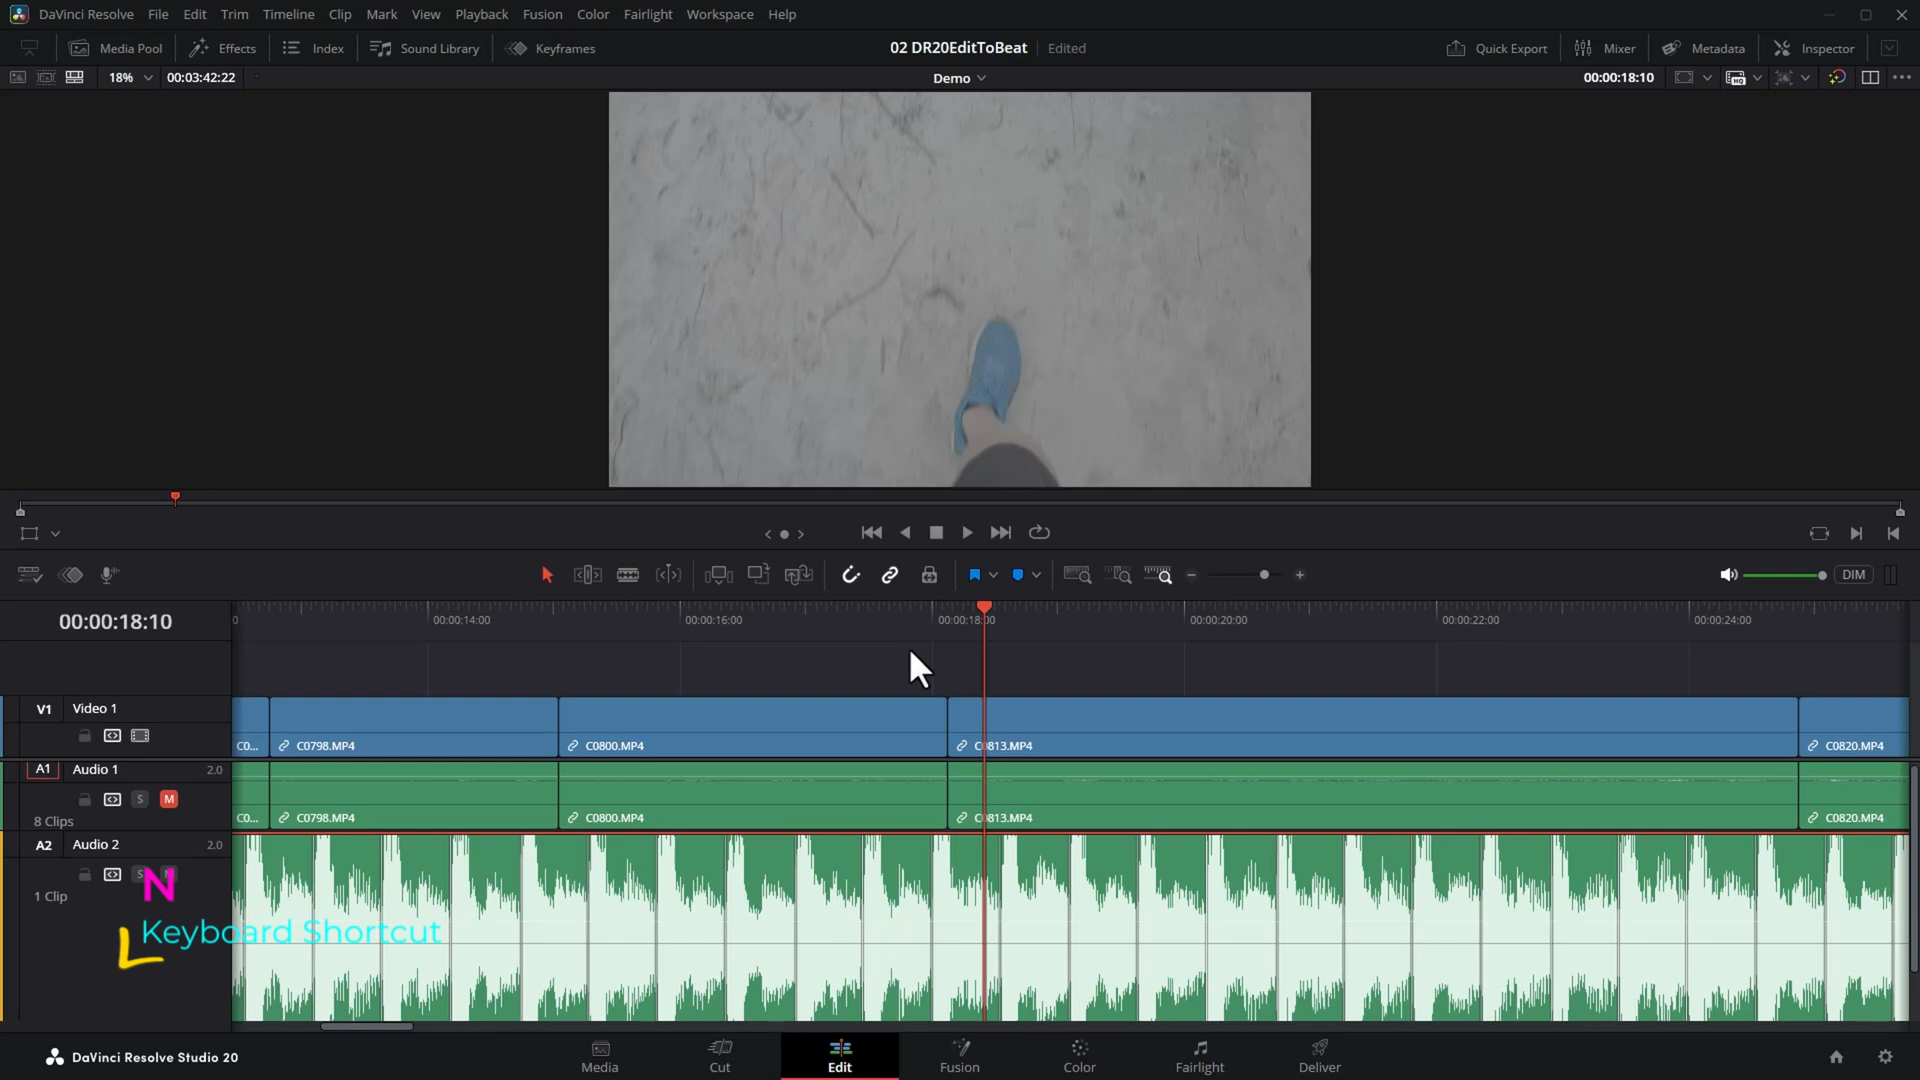 DaVinci Resolve File Edit Trim Timeline Clip Mark View Playback Fusion Color Fairlight Workspace Help
Media Pool Effects Index Sound Library Keyframes 02 DR20EditToBeat Edited Quick Export Mixer Metadata Inspector
18% 00:03:42:22 Demo 00:00:18:10
DIM
00:00:18:10 00:00:14:00 00:00:16:00 00:00:18:00 00:00:20:00 00:00:22:00 00:00:24:00
V1 Video 1
C0... C0798.MP4 C0800.MP4 C0813.MP4 C0820.MP4
A1 Audio 1 2.0
S M
8 Clips C0... C0798.MP4 C0800.MP4 C0813.MP4 C0820.MP4
A2 Audio 2 2.0
S M
N
1 Clip
Keyboard Shortcut
DaVinci Resolve Studio 20 Media Cut Edit Fusion Color Fairlight Deliver